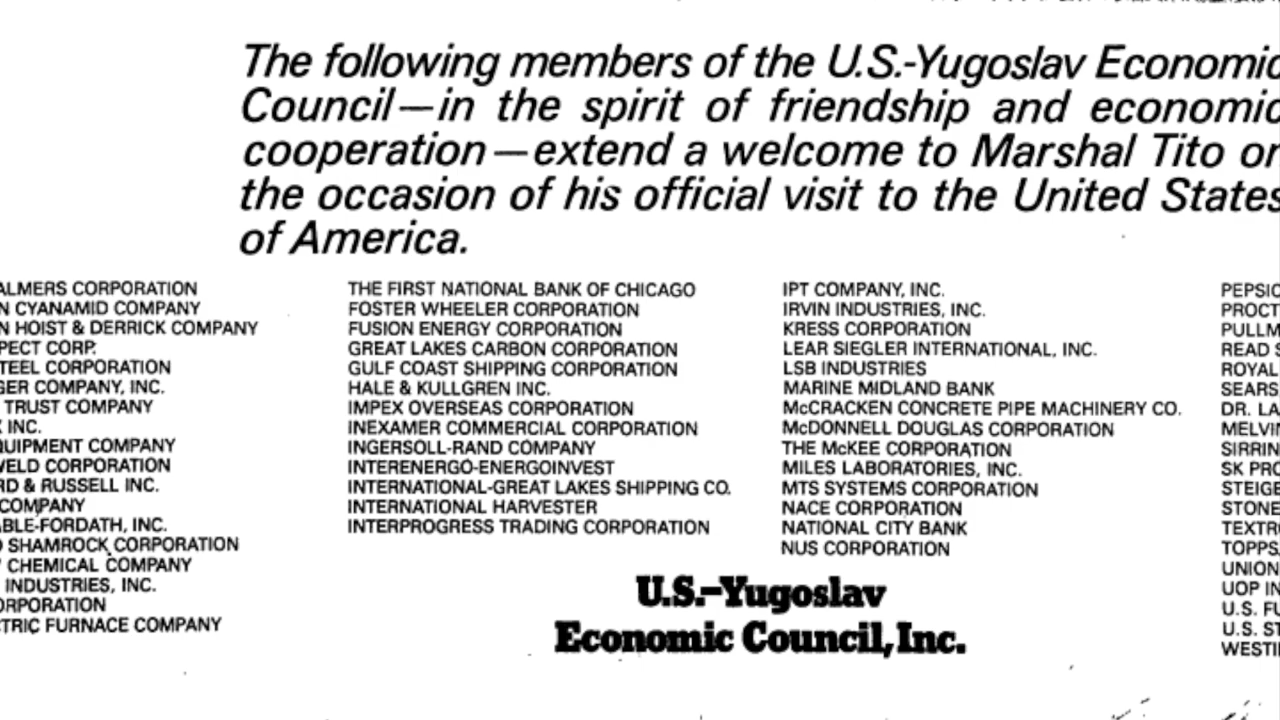 The following members of the U.S.-Yugoslav Economic
Council—in the spirit of friendship and economic
cooperation—extend a welcome to Marshal Tito on
the occasion of his official visit to the United States
of America.
ALMERS CORPORATION
N CYANAMID COMPANY
N HOIST & DERRICK COMPANY
PECT CORP.
TEEL CORPORATION
GER COMPANY, INC.
TRUST COMPANY
INC.
QUIPMENT COMPANY
WELD CORPORATION
RD & RUSSELL INC.
COMPANY
ABLE-FORDATH, INC.
SHAMROCK CORPORATION
CHEMICAL COMPANY
INDUSTRIES, INC.
ORPORATION
TRIC FURNACE COMPANY
THE FIRST NATIONAL BANK OF CHICAGO
FOSTER WHEELER CORPORATION
FUSION ENERGY CORPORATION
GREAT LAKES CARBON CORPORATION
GULF COAST SHIPPING CORPORATION
HALE & KULLGREN INC.
IMPEX OVERSEAS CORPORATION
INEXAMER COMMERCIAL CORPORATION
INGERSOLL-RAND COMPANY
INTERENERGO-ENERGOINVEST
INTERNATIONAL-GREAT LAKES SHIPPING CO.
INTERNATIONAL HARVESTER
INTERPROGRESS TRADING CORPORATION
IPT COMPANY, INC.
IRVIN INDUSTRIES, INC.
KRESS CORPORATION
LEAR SIEGLER INTERNATIONAL, INC.
LSB INDUSTRIES
MARINE MIDLAND BANK
McCRACKEN CONCRETE PIPE MACHINERY CO.
McDONNELL DOUGLAS CORPORATION
THE McKEE CORPORATION
MILES LABORATORIES, INC.
MTS SYSTEMS CORPORATION
NACE CORPORATION
NATIONAL CITY BANK
NUS CORPORATION
PEPSIC
PROCT
PULLM
READ S
ROYAL
SEARS
DR. LA
MELVIN
SIRRIN
SK PRO
STEIGE
STONE
TEXTR
TOPPS
UNION
UOP IN
U.S. FU
U.S. ST
WESTIN
U.S.-Yugoslav
Economic Council, Inc.